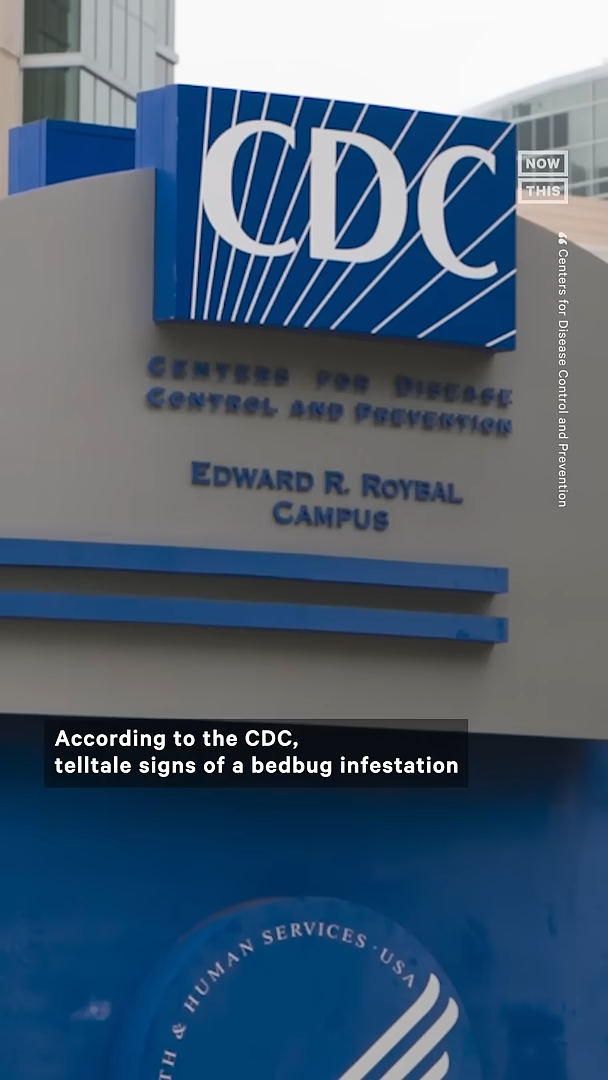 CDC
CENTERS FOR DISEASE
CONTROL AND PREVENTION
EDWARD R. ROYBAL
CAMPUS
NOW
THIS
“Centers for Disease Control and Prevention
According to the CDC,
telltale signs of a bedbug infestation
TH & HUMAN SERVICES · USA